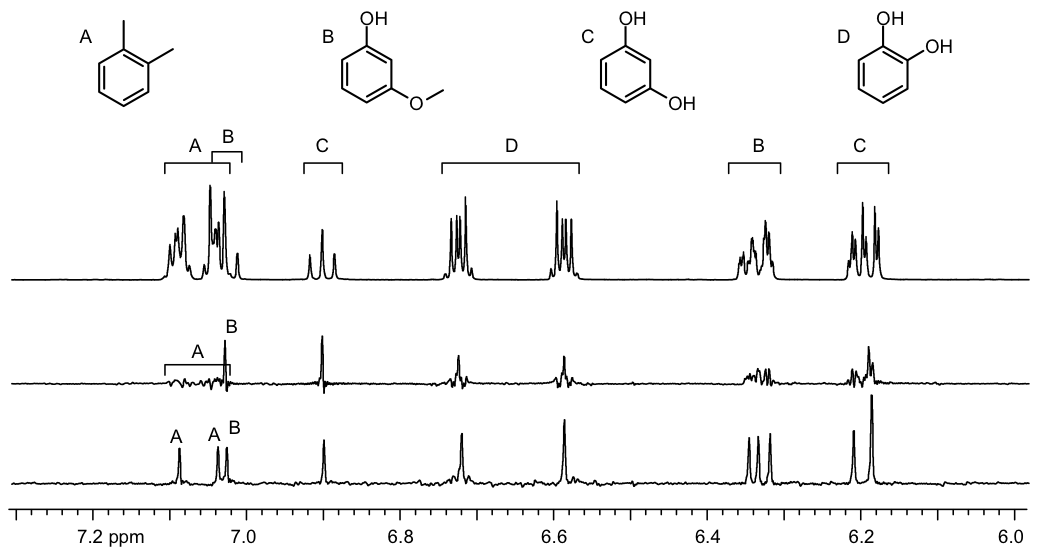 A
B
OH
O
C
OH
OH
D
OH
OH
A B C D B C
A B
A A B
7.2 ppm 7.0 6.8 6.6 6.4 6.2 6.0